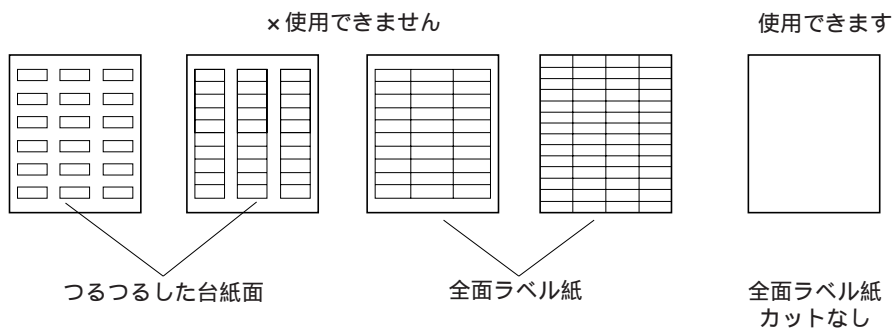 ×使用できません
使用できます
つるつるした台紙面
全面ラベル紙
全面ラベル紙
カットなし